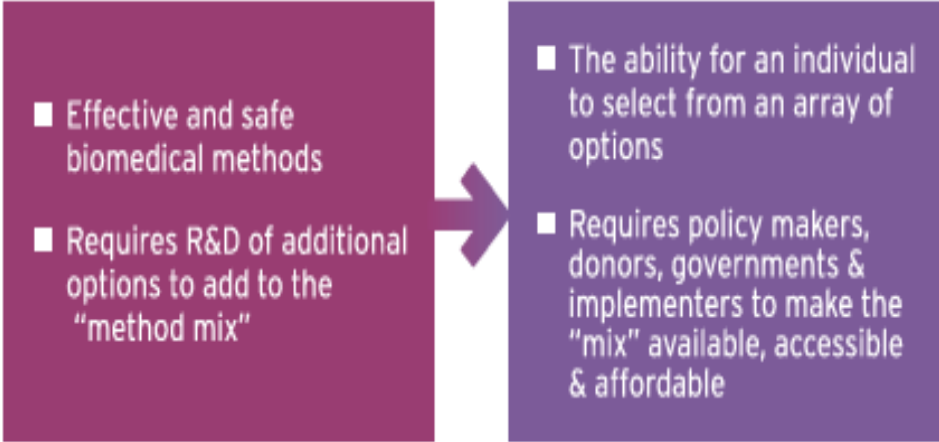 ■ Effective and safe
biomedical methods
■ Requires R&D of additional
options to add to the
“method mix”
■ The ability for an individual
to select from an array of
options
■ Requires policy makers,
donors, governments &
implementers to make the
“mix” available, accessible
& affordable